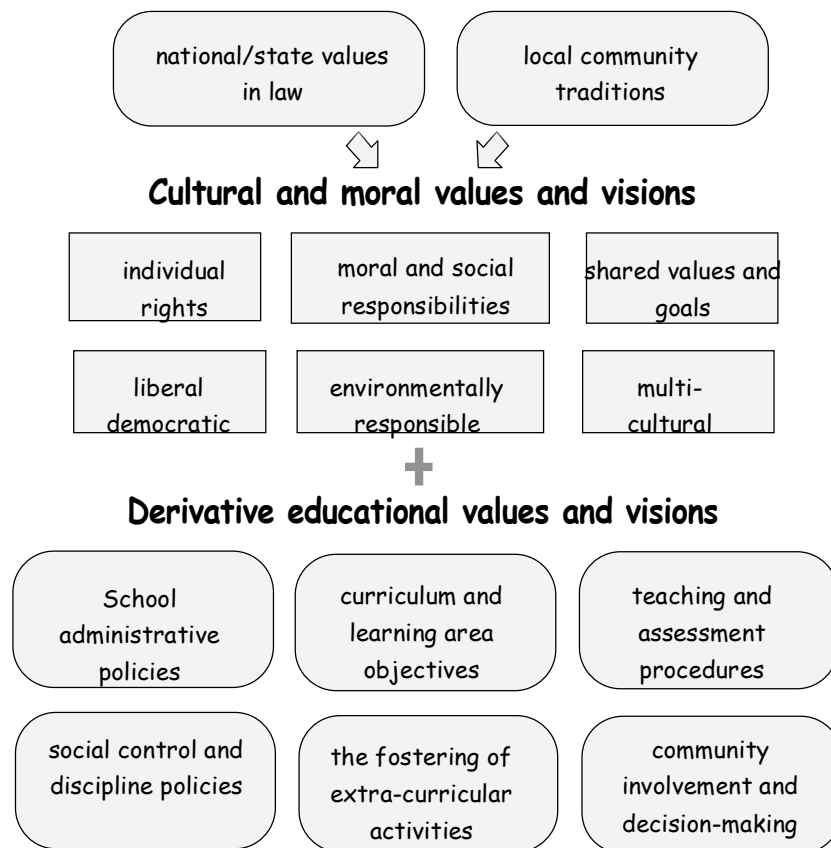 national/state values
in law
local community
traditions
Cultural and moral values and visions
individual
rights
moral and social
responsibilities
shared values and
goals
liberal
democratic
environmentally
responsible
multi-
cultural
+
Derivative educational values and visions
School
administrative
policies
curriculum and
learning area
objectives
teaching and
assessment
procedures
social control and
discipline policies
the fostering of
extra-curricular
activities
community
involvement and
decision-making